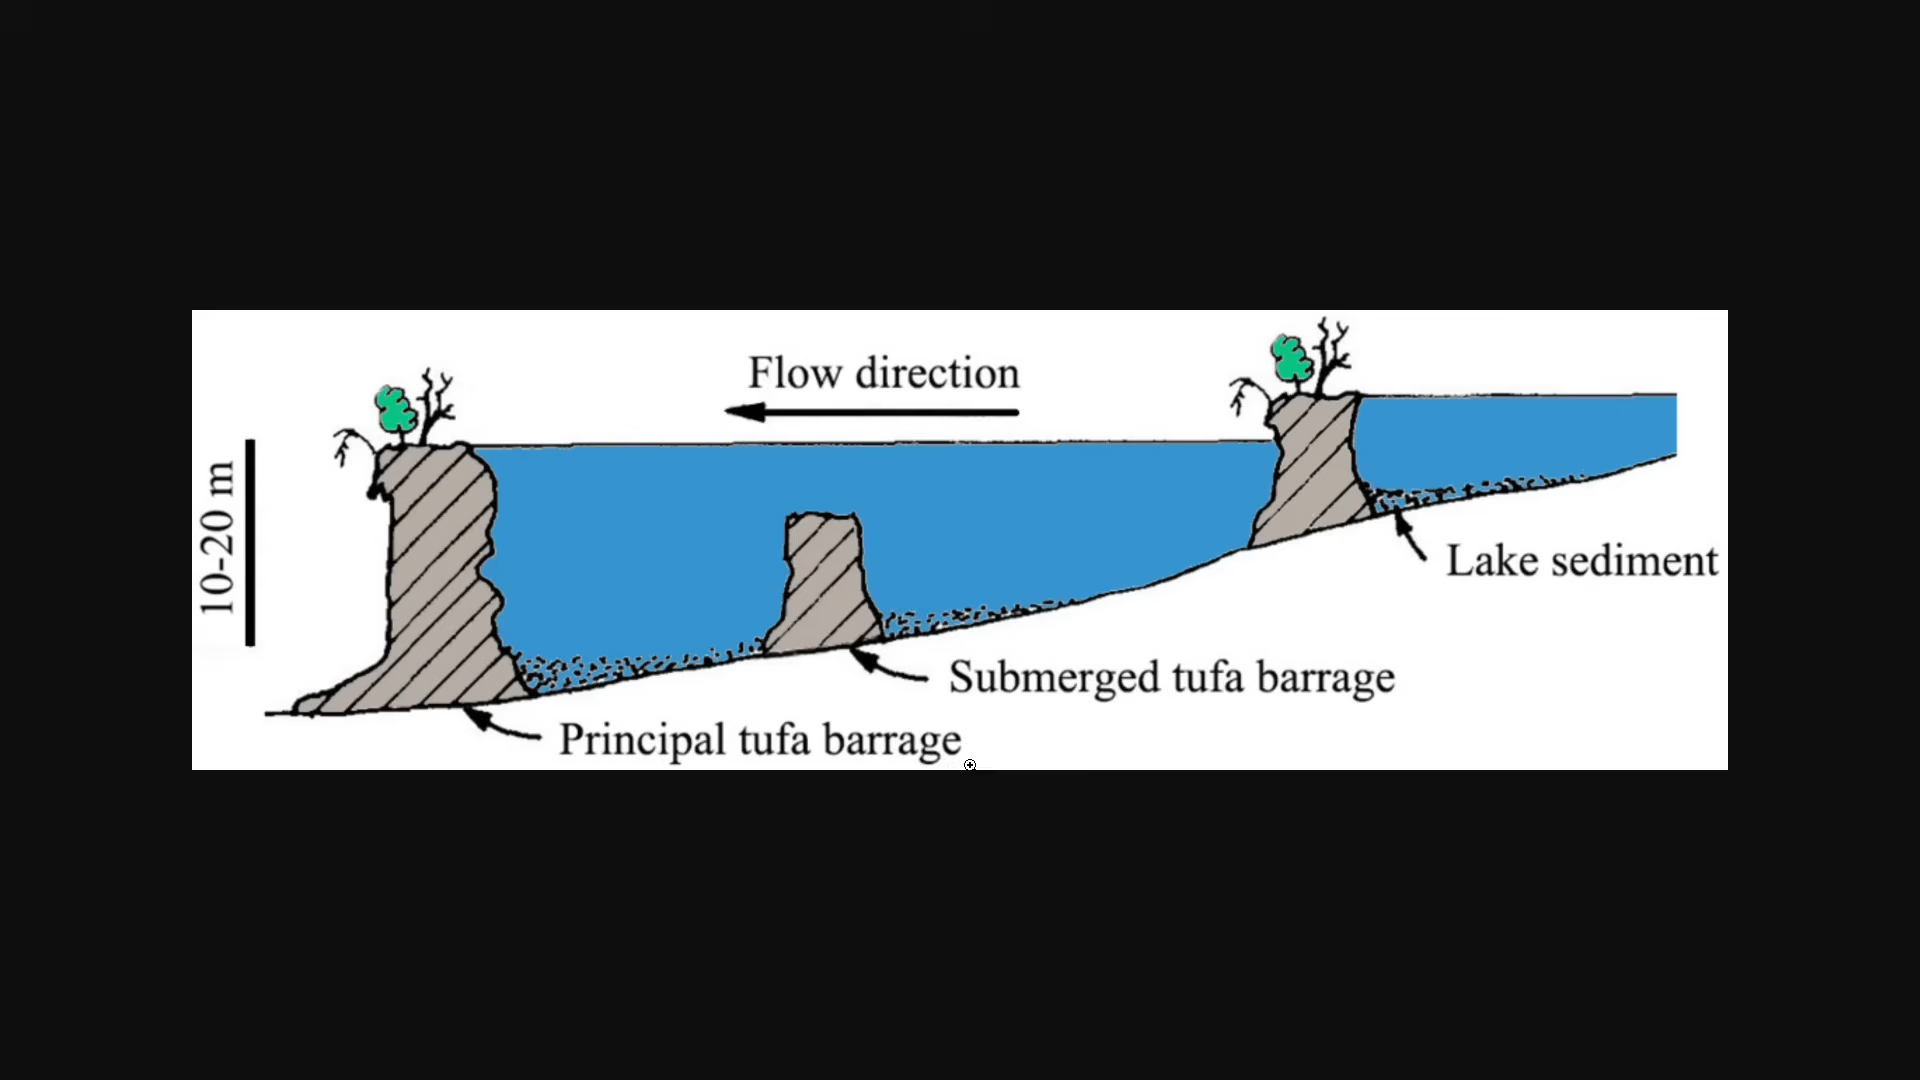 Flow direction
10-20 m
Lake sediment
Submerged tufa barrage
Principal tufa barrage